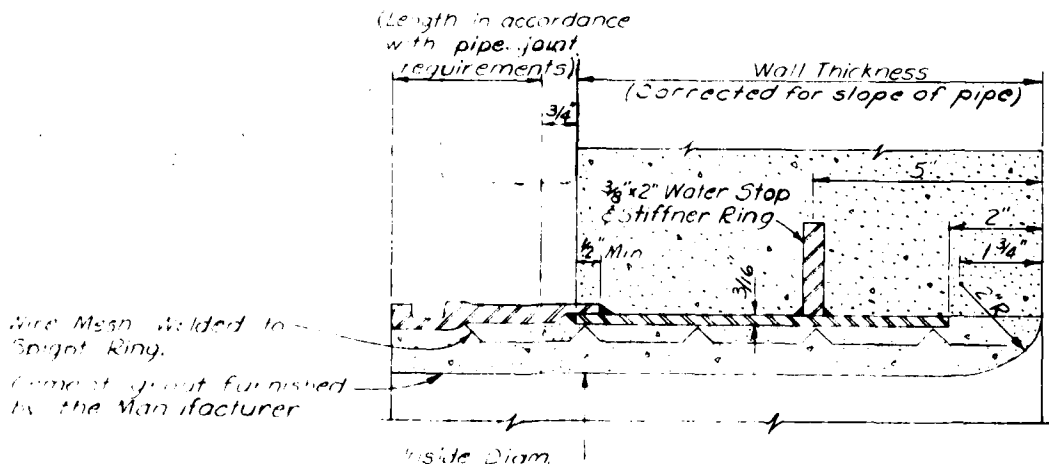 (Length in accordance
with pipe joint
requirements)
Wall Thickness
(Corrected for slope of pipe)
3/4"
5"
3/8"x2" Water Stop
& Stiffner Ring
2"
1 3/4"
1/2" Min
3/16"
2"R
Wire Mesh Welded to
Spigot Ring.
Cement grout furnished
by the Manufacturer
Inside Diam.